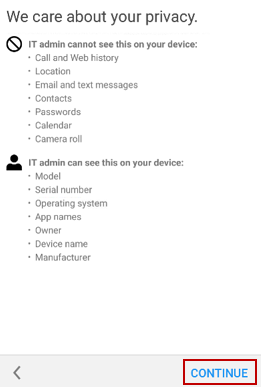 We care about your privacy.
IT admin cannot see this on your device:
• Call and Web history
• Location
• Email and text messages
• Contacts
• Passwords
• Calendar
• Camera roll
IT admin can see this on your device:
• Model
• Serial number
• Operating system
• App names
• Owner
• Device name
• Manufacturer
CONTINUE